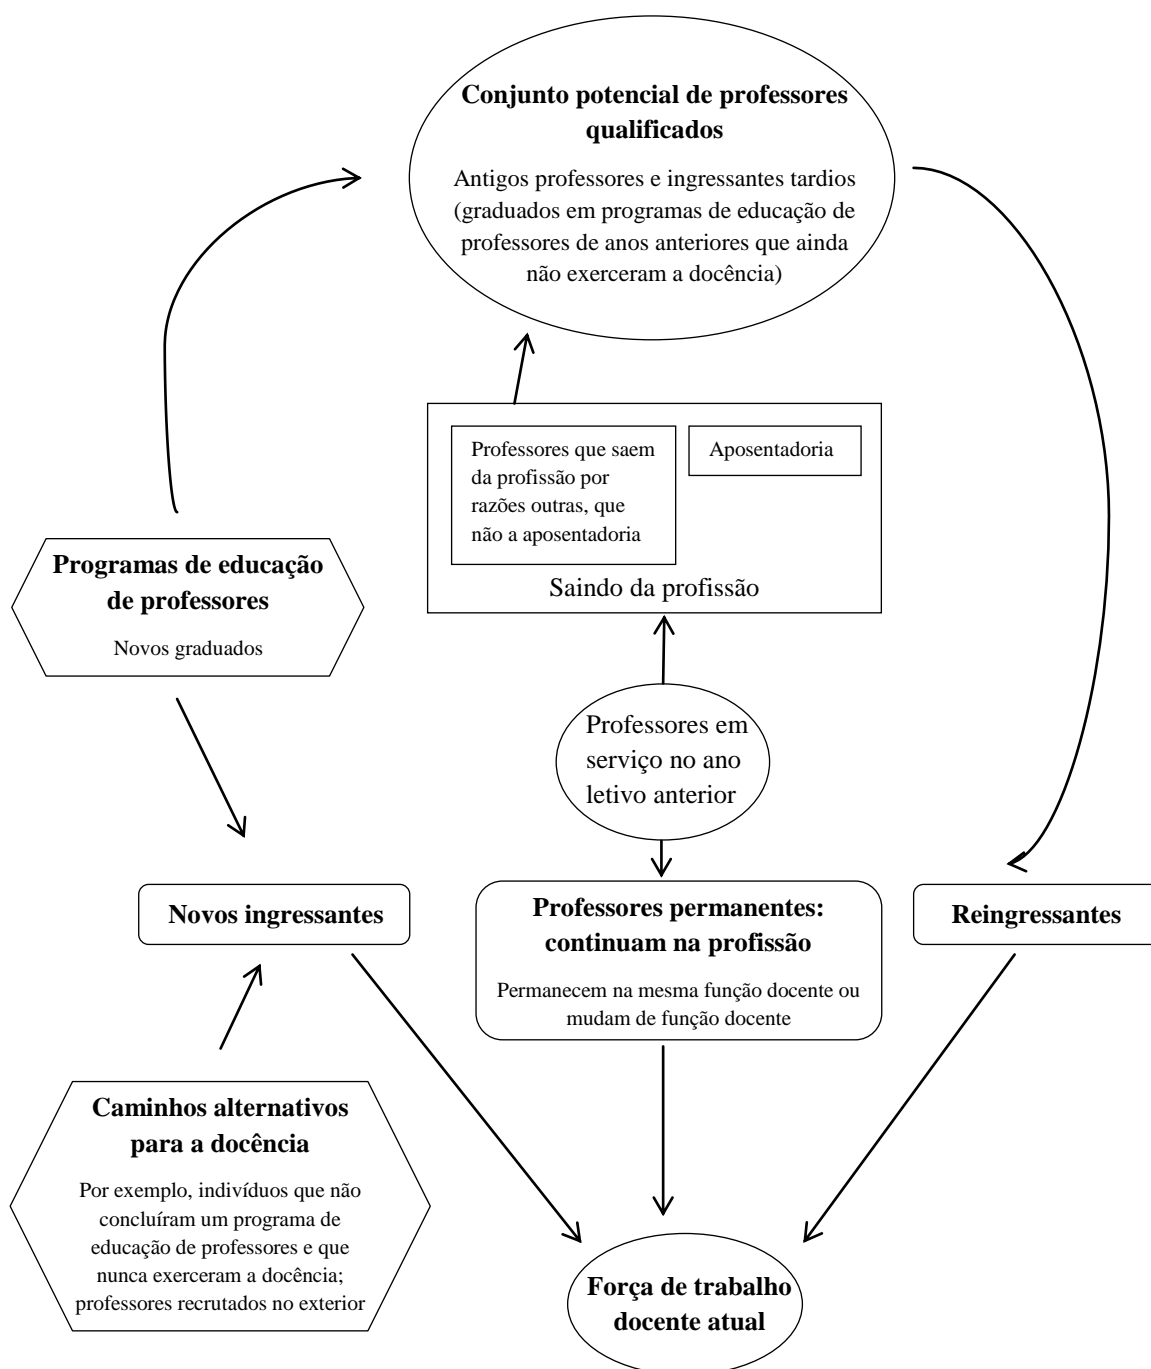 Conjunto potencial de professores
qualificados
Antigos professores e ingressantes tardios
(graduados em programas de educação de
professores de anos anteriores que ainda
não exerceram a docência)
Professores que saem
da profissão por
razões outras, que
não a aposentadoria
Aposentadoria
Saindo da profissão
Programas de educação
de professores
Novos graduados
Professores em
serviço no ano
letivo anterior
Novos ingressantes
Professores permanentes:
continuam na profissão
Permanecem na mesma função docente ou
mudam de função docente
Reingressantes
Caminhos alternativos
para a docência
Por exemplo, indivíduos que não
concluíram um programa de
educação de professores e que
nunca exerceram a docência;
professores recrutados no exterior
Força de trabalho
docente atual